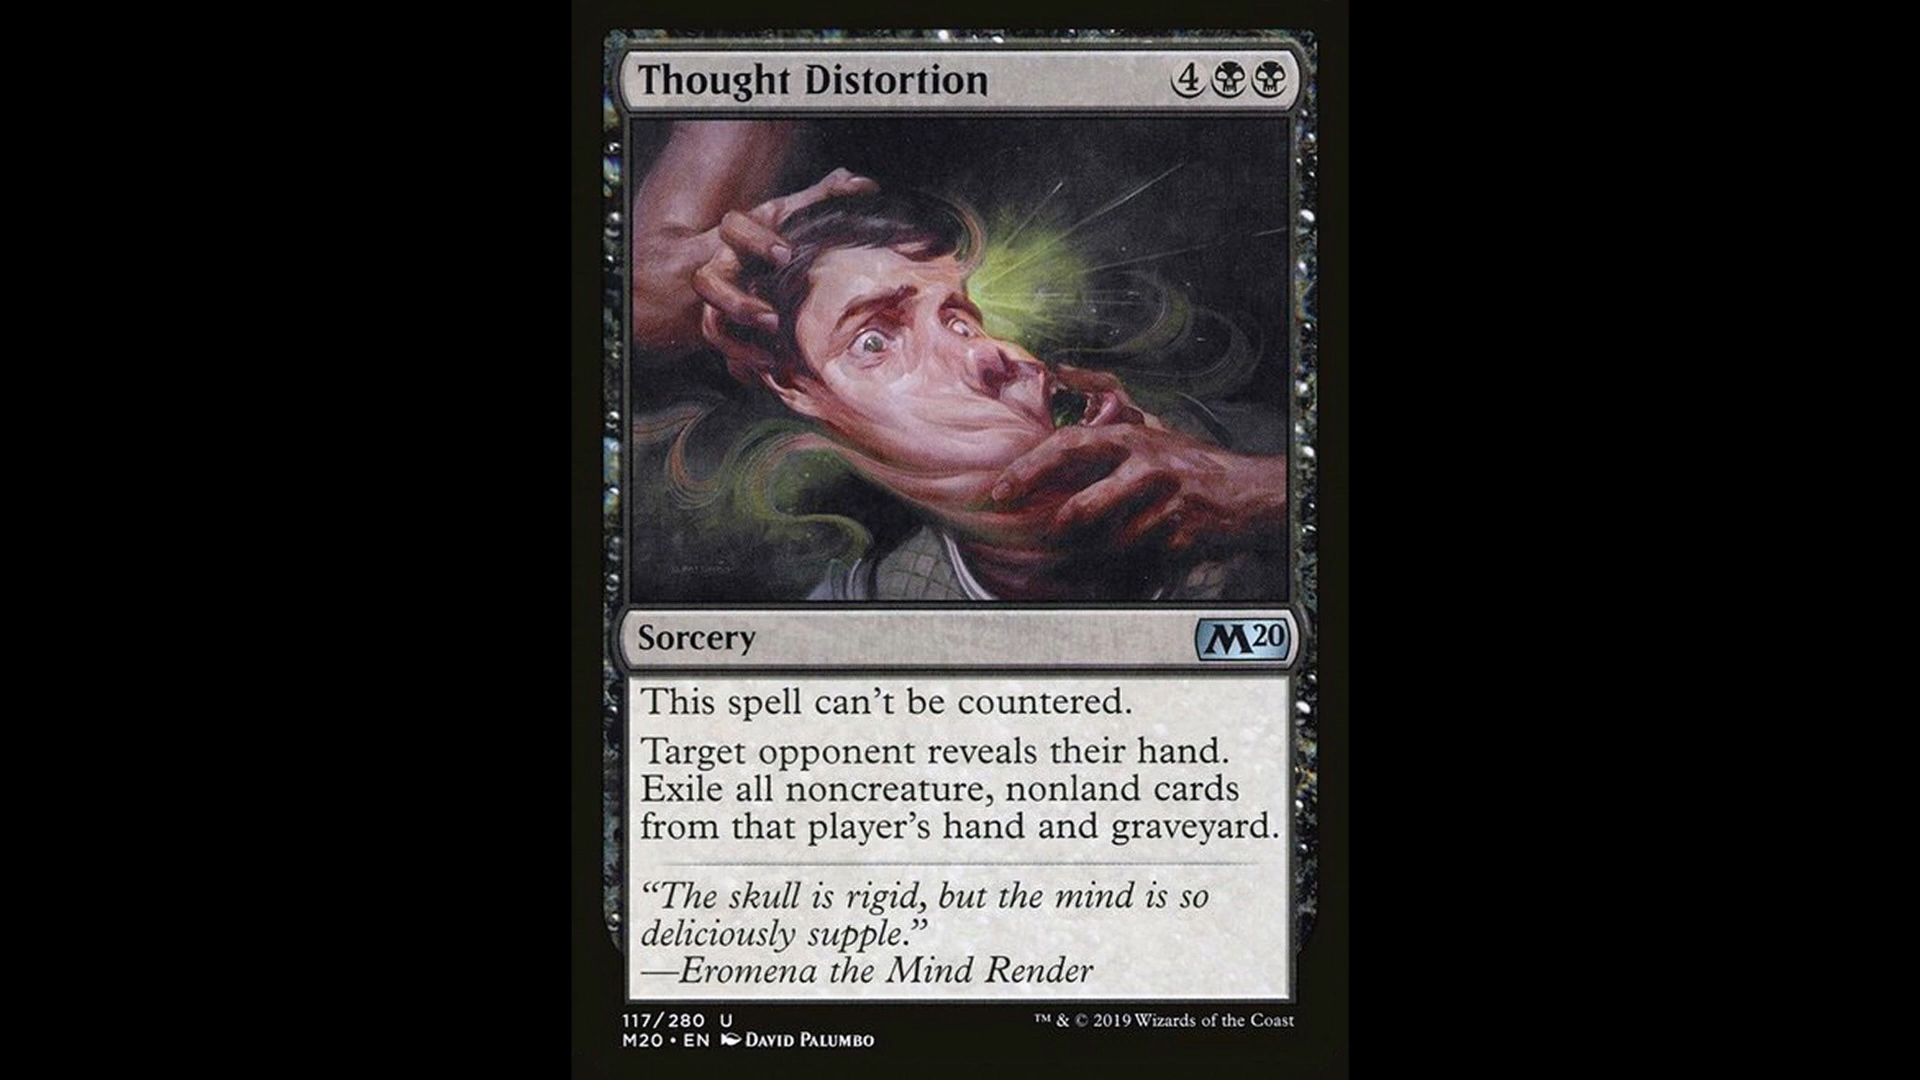 Thought Distortion 4
Sorcery M20
This spell can't be countered.
Target opponent reveals their hand.
Exile all noncreature, nonland cards
from that player's hand and graveyard.
“The skull is rigid, but the mind is so
deliciously supple.”
—Eromena the Mind Render
117/280 U
™ & © 2019 Wizards of the Coast
M20 • EN David Palumbo